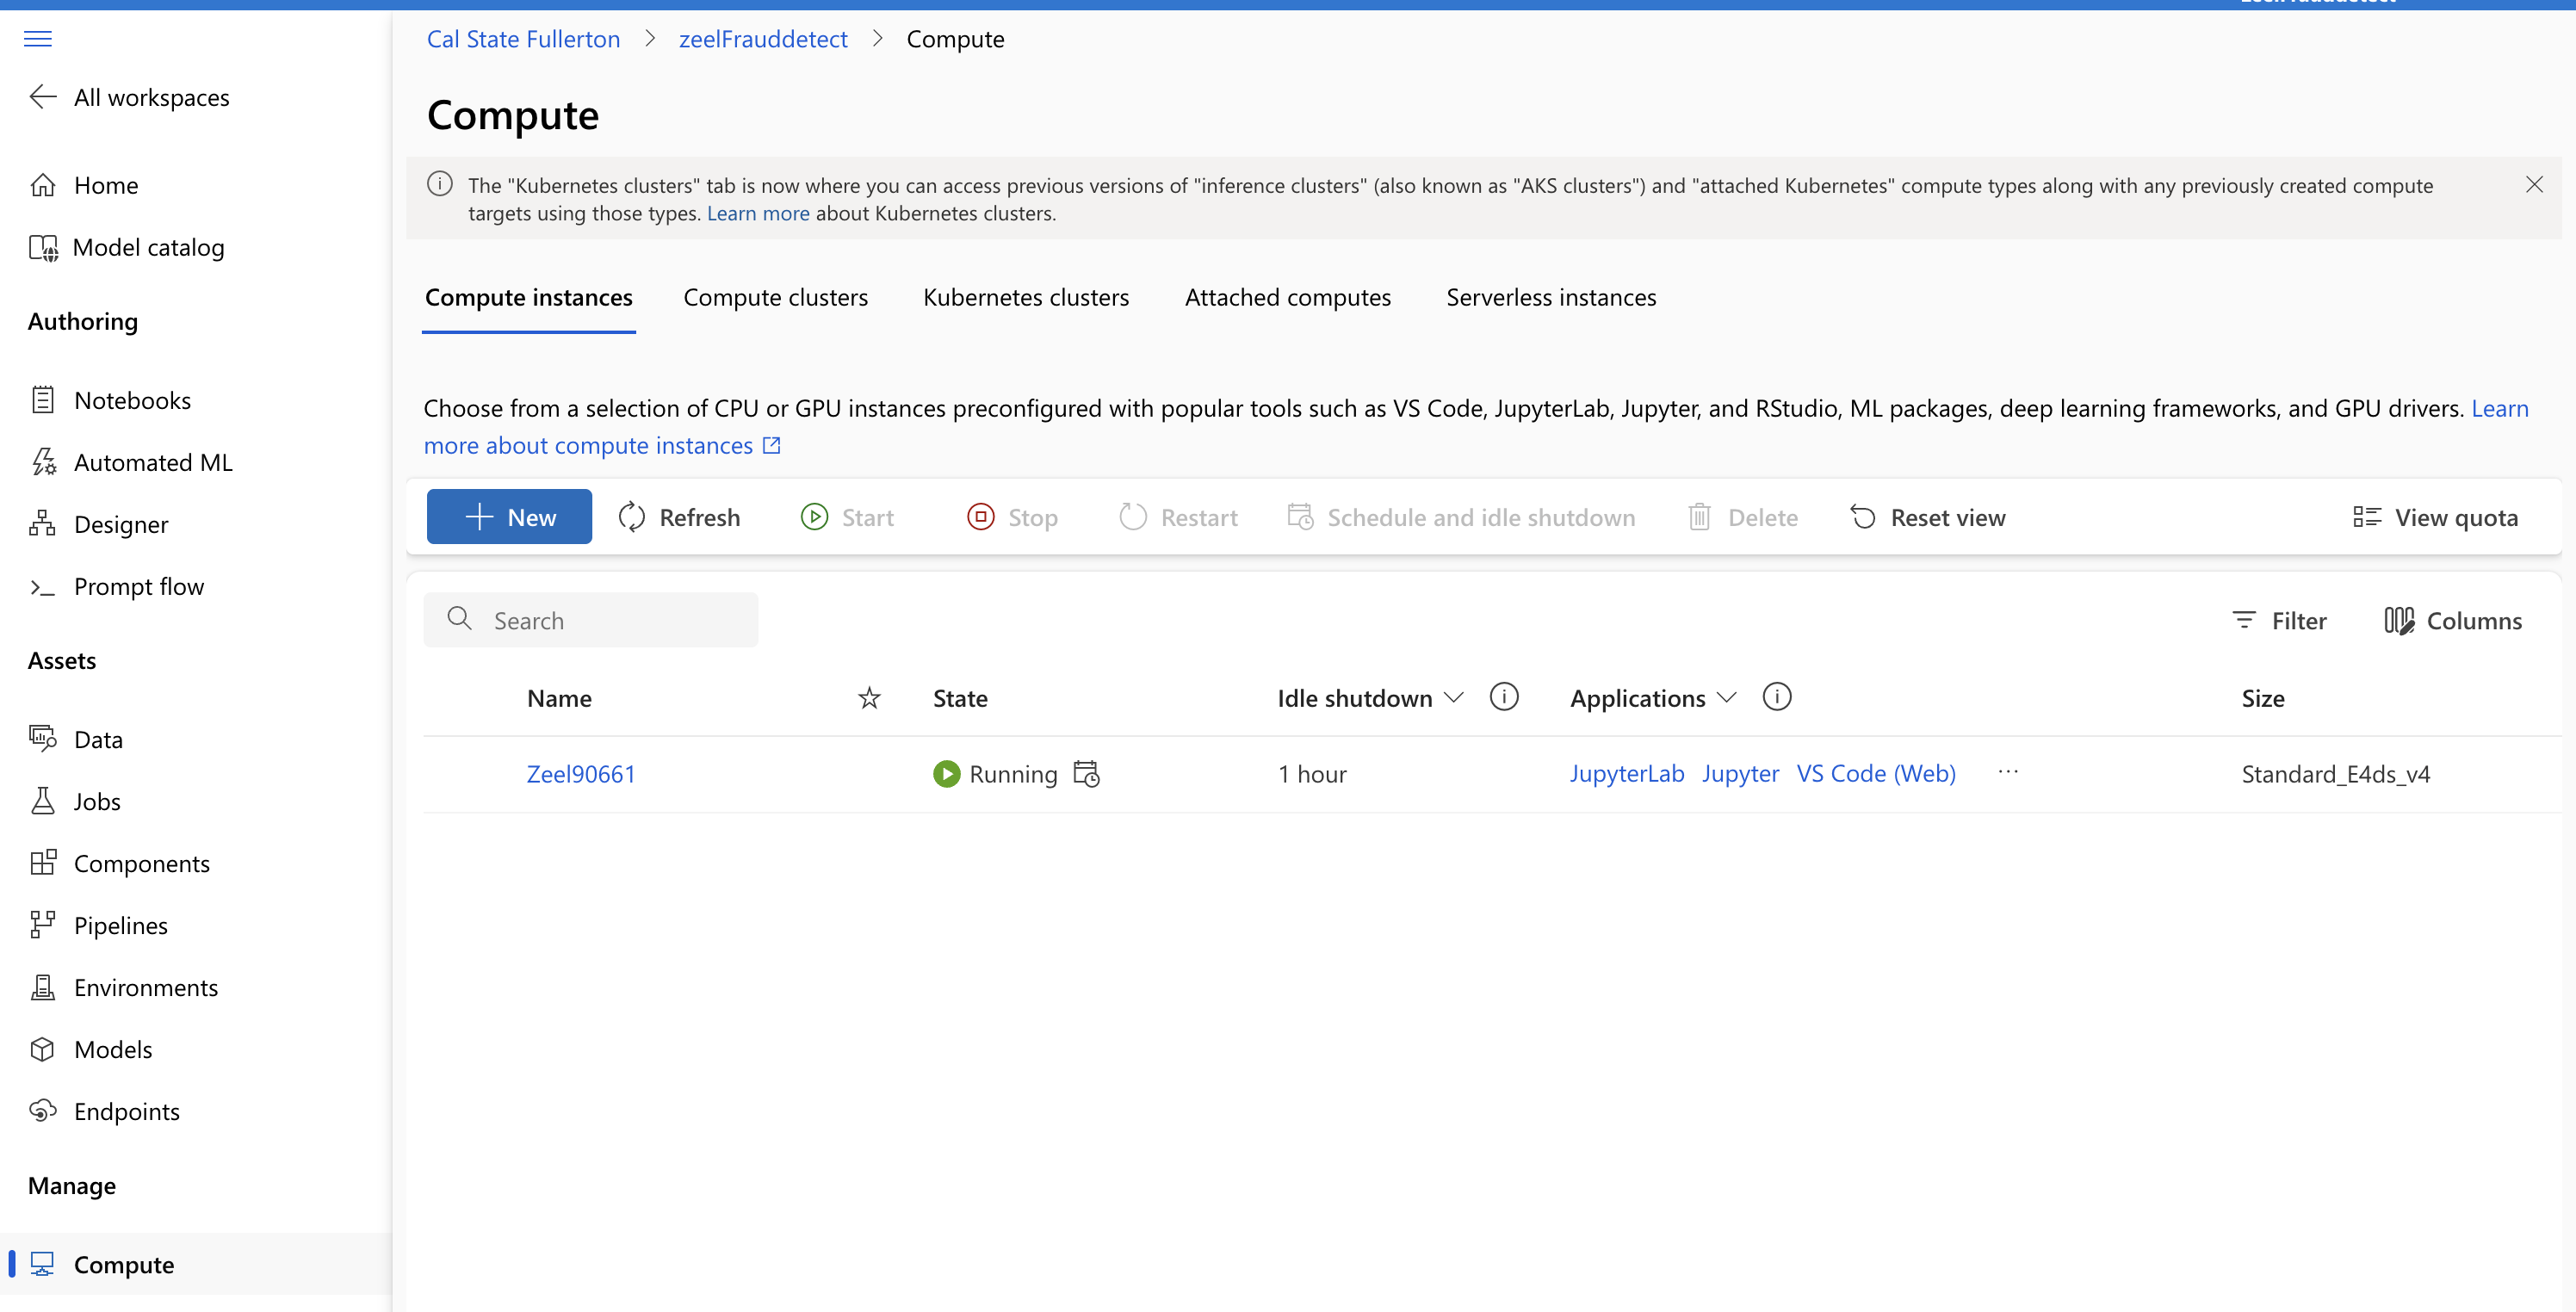 Cal State Fullerton > zeelFrauddetect > Compute
All workspaces
Compute
Home
The "Kubernetes clusters" tab is now where you can access previous versions of "inference clusters" (also known as "AKS clusters") and "attached Kubernetes" compute types along with any previously created compute
targets using those types. Learn more about Kubernetes clusters.
Model catalog
Compute instances Compute clusters Kubernetes clusters Attached computes Serverless instances
Authoring
Notebooks
Choose from a selection of CPU or GPU instances preconfigured with popular tools such as VS Code, JupyterLab, Jupyter, and RStudio, ML packages, deep learning frameworks, and GPU drivers. Learn
more about compute instances
Automated ML
Designer
New Refresh Start Stop Restart Schedule and idle shutdown Delete Reset view View quota
Prompt flow
Search Filter Columns
Assets
Name State Idle shutdown Applications Size
Data
Zeel90661 Running 1 hour JupyterLab Jupyter VS Code (Web) ... Standard_E4ds_v4
Jobs
Components
Pipelines
Environments
Models
Endpoints
Manage
Compute